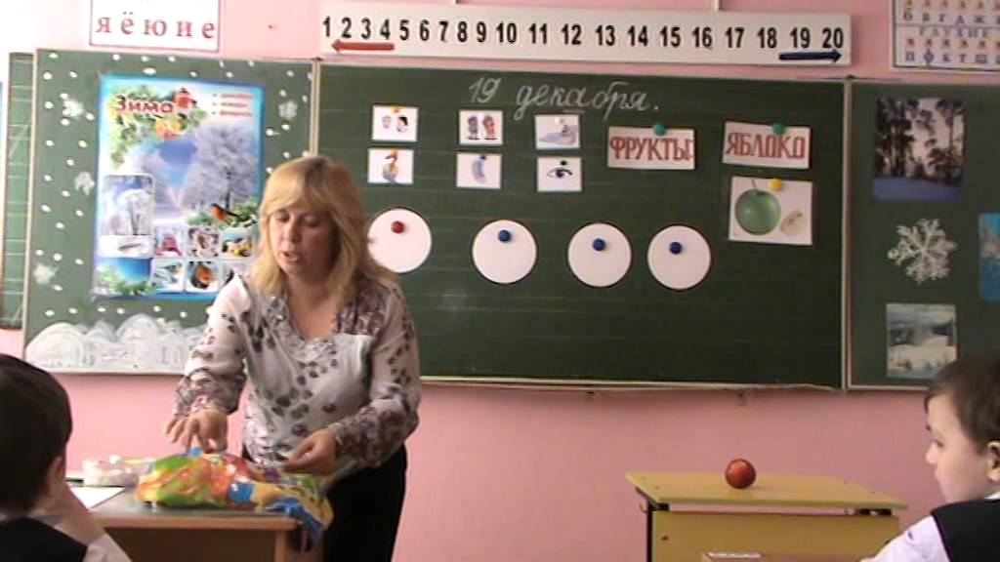 я ё ю и е
1 2 3 4 5 6 7 8 9 10 11 12 13 14 15 16 17 18 19 20
б в г д ж
ГЛУХИЕ
Зима
19 декабря.
ФРУКТЫ
ЯБЛОКО